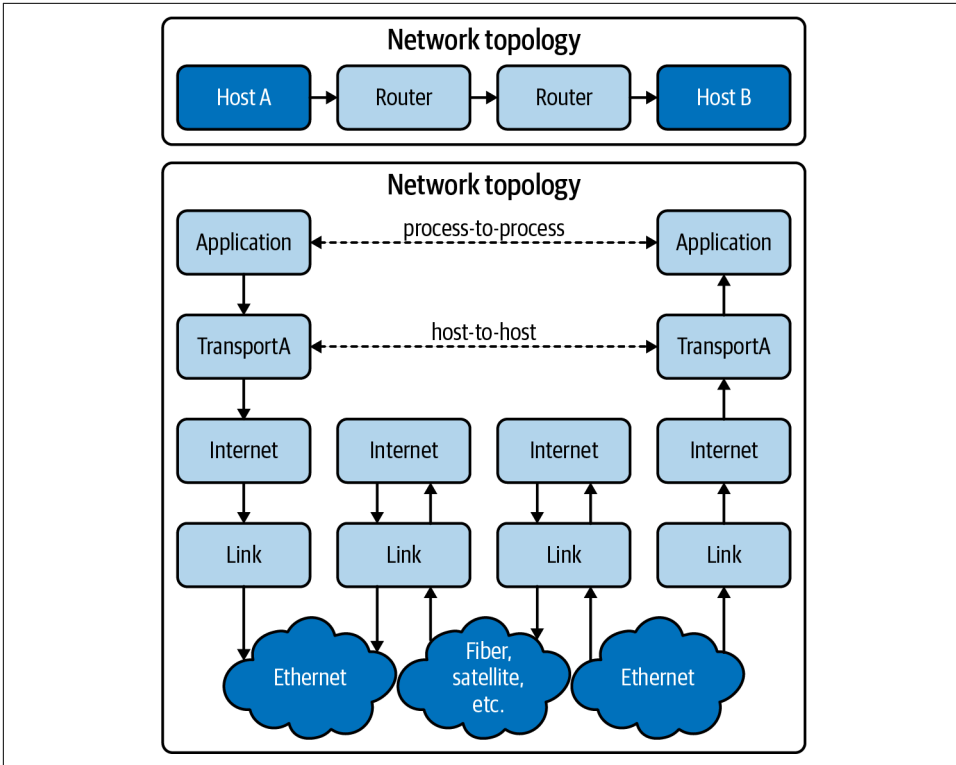 Network topology
Host A
Router
Router
Host B
Network topology
Application
process-to-process
Application
TransportA
host-to-host
TransportA
Internet
Internet
Internet
Internet
Link
Link
Link
Link
Ethernet
Fiber,
satellite,
etc.
Ethernet